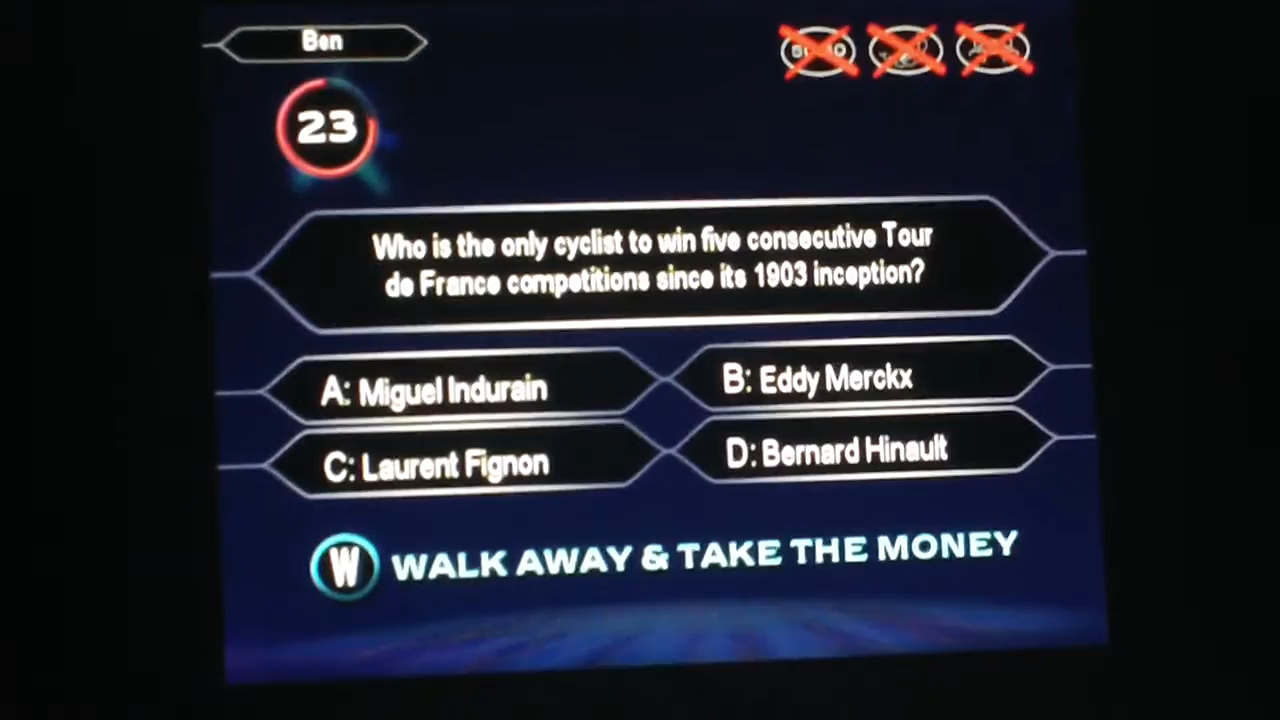 Ben
23
Who is the only cyclist to win five consecutive Tour
de France competitions since its 1903 inception?
A: Miguel Indurain
B: Eddy Merckx
C: Laurent Fignon
D: Bernard Hinault
W WALK AWAY & TAKE THE MONEY